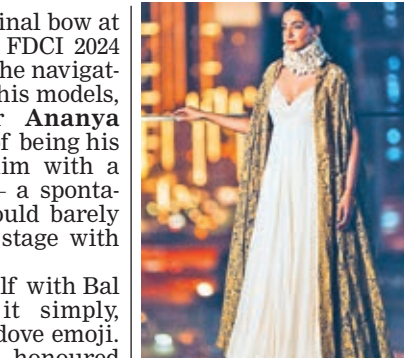 inal bow at
FDCI 2024
he navigat-
his models,
r Ananya
f being his
im with a
– a sponta-
ould barely
stage with
lf with Bal
it simply,
dove emoji.
honoured